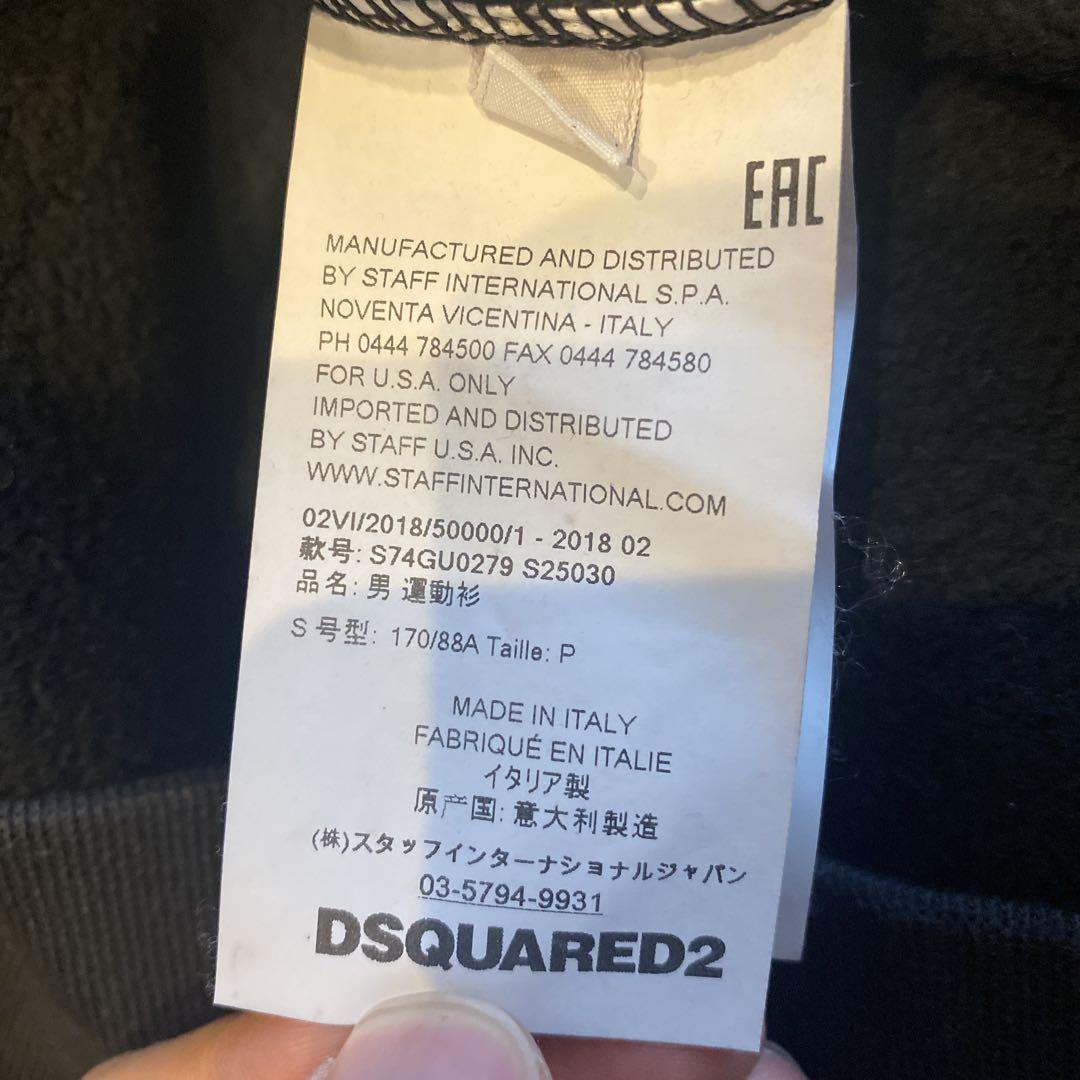 EAC
MANUFACTURED AND DISTRIBUTED
BY STAFF INTERNATIONAL S.P.A.
NOVENTA VICENTINA - ITALY
PH 0444 784500 FAX 0444 784580
FOR U.S.A. ONLY
IMPORTED AND DISTRIBUTED
BY STAFF U.S.A. INC.
WWW.STAFFINTERNATIONAL.COM
02VI/2018/50000/1 - 2018 02
款号: S74GU0279 S25030
品名: 男 運動衫
S 号型: 170/88A Taille: P
MADE IN ITALY
FABRIQUÉ EN ITALIE
イタリア製
原产国: 意大利製造
(株)スタッフインターナショナルジャパン
03-5794-9931
DSQUARED2